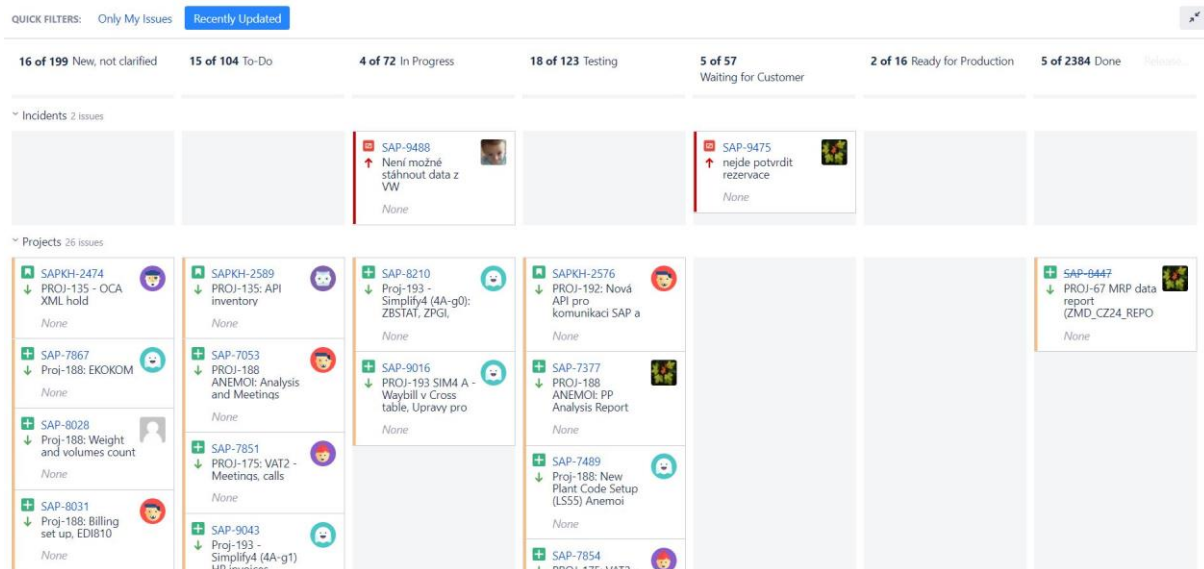 QUICK FILTERS: Only My Issues Recently Updated
16 of 199 New, not clarified
15 of 104 To-Do
4 of 72 In Progress
18 of 123 Testing
5 of 57
Waiting for Customer
2 of 16 Ready for Production
5 of 2384 Done
Release...
Incidents 2 issues
SAP-9488
Není možné
stáhnout data z
VW
None
SAP-9475
nejde potvrdit
rezervace
None
Projects 26 issues
SAPKH-2474
PROJ-135 - OCA
XML hold
None
SAP-7867
Proj-188: EKOKOM
None
SAP-8028
Proj-188: Weight
and volumes count
None
SAP-8031
Proj-188: Billing
set up, EDI810
None
SAPKH-2589
PROJ-135: API
inventory
None
SAP-7053
PROJ-188
ANEMOI: Analysis
and Meetings
None
SAP-7851
PROJ-175: VAT2 -
Meetings, calls
None
SAP-9043
Proj-193 -
Simplify4 (4A-g1)
HP invoices
SAP-8210
Proj-193 -
Simplify4 (4A-g0):
ZBSTAT, ZPGI,
None
SAP-9016
PROJ-193 SIM4 A -
Waybill v Cross
table, Upravy pro
None
SAPKH-2576
PROJ-192: Nová
API pro
komunikaci SAP a
None
SAP-7377
PROJ-188
ANEMOI: PP
Analysis Report
None
SAP-7489
Proj-188: New
Plant Code Setup
(LS55) Anemoi
None
SAP-7854
PROJ-175: VAT2
SAP-8447
PROJ-67 MRP data
report
(ZMD_CZ24_REPO
None